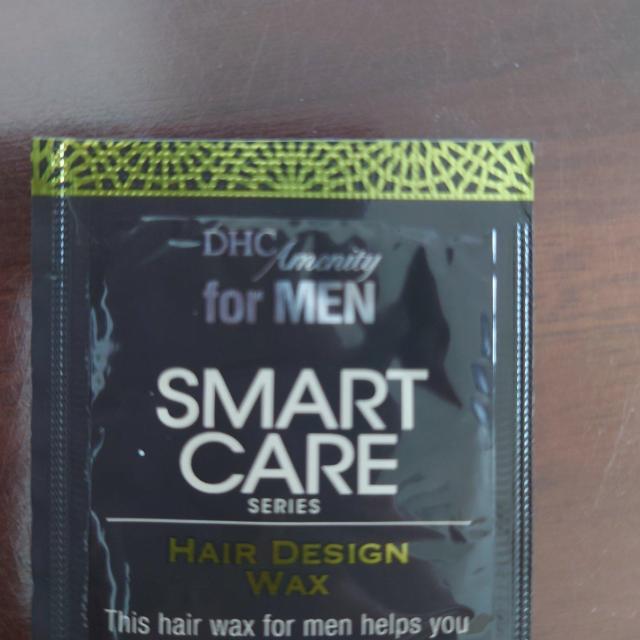 DHC Amenity
for MEN
SMART
CARE
SERIES
HAIR DESIGN
WAX
This hair wax for men helps you